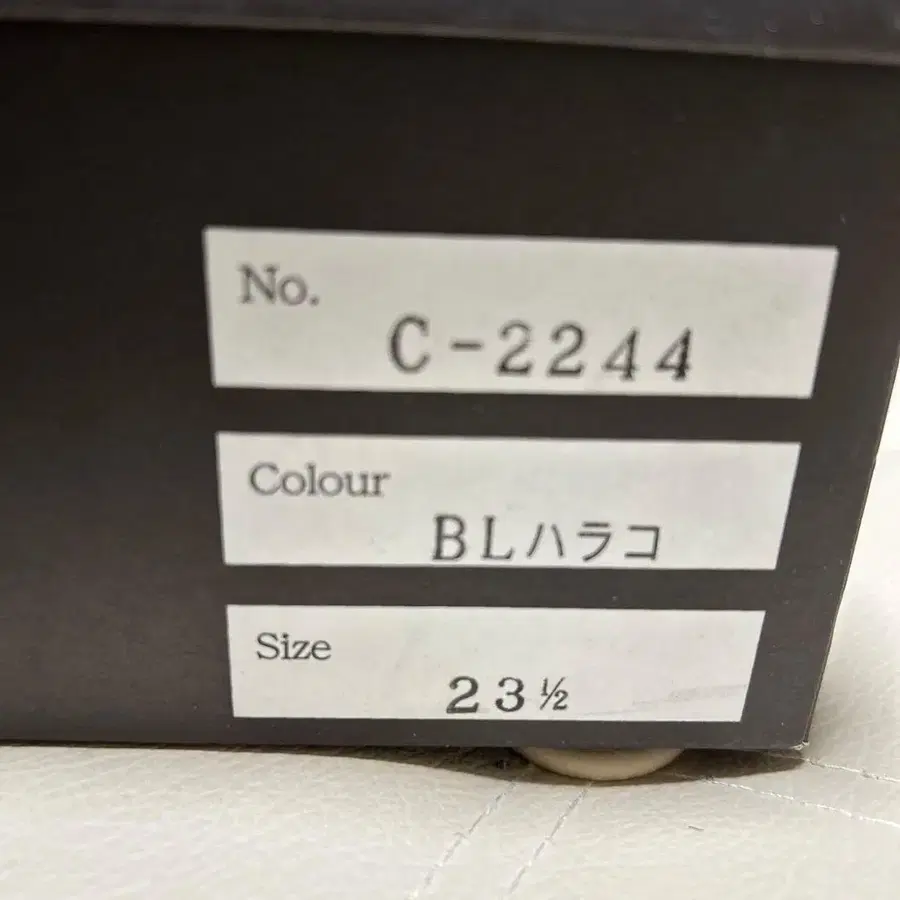 No.
C-2244
Colour
BLハラコ
Size
23½